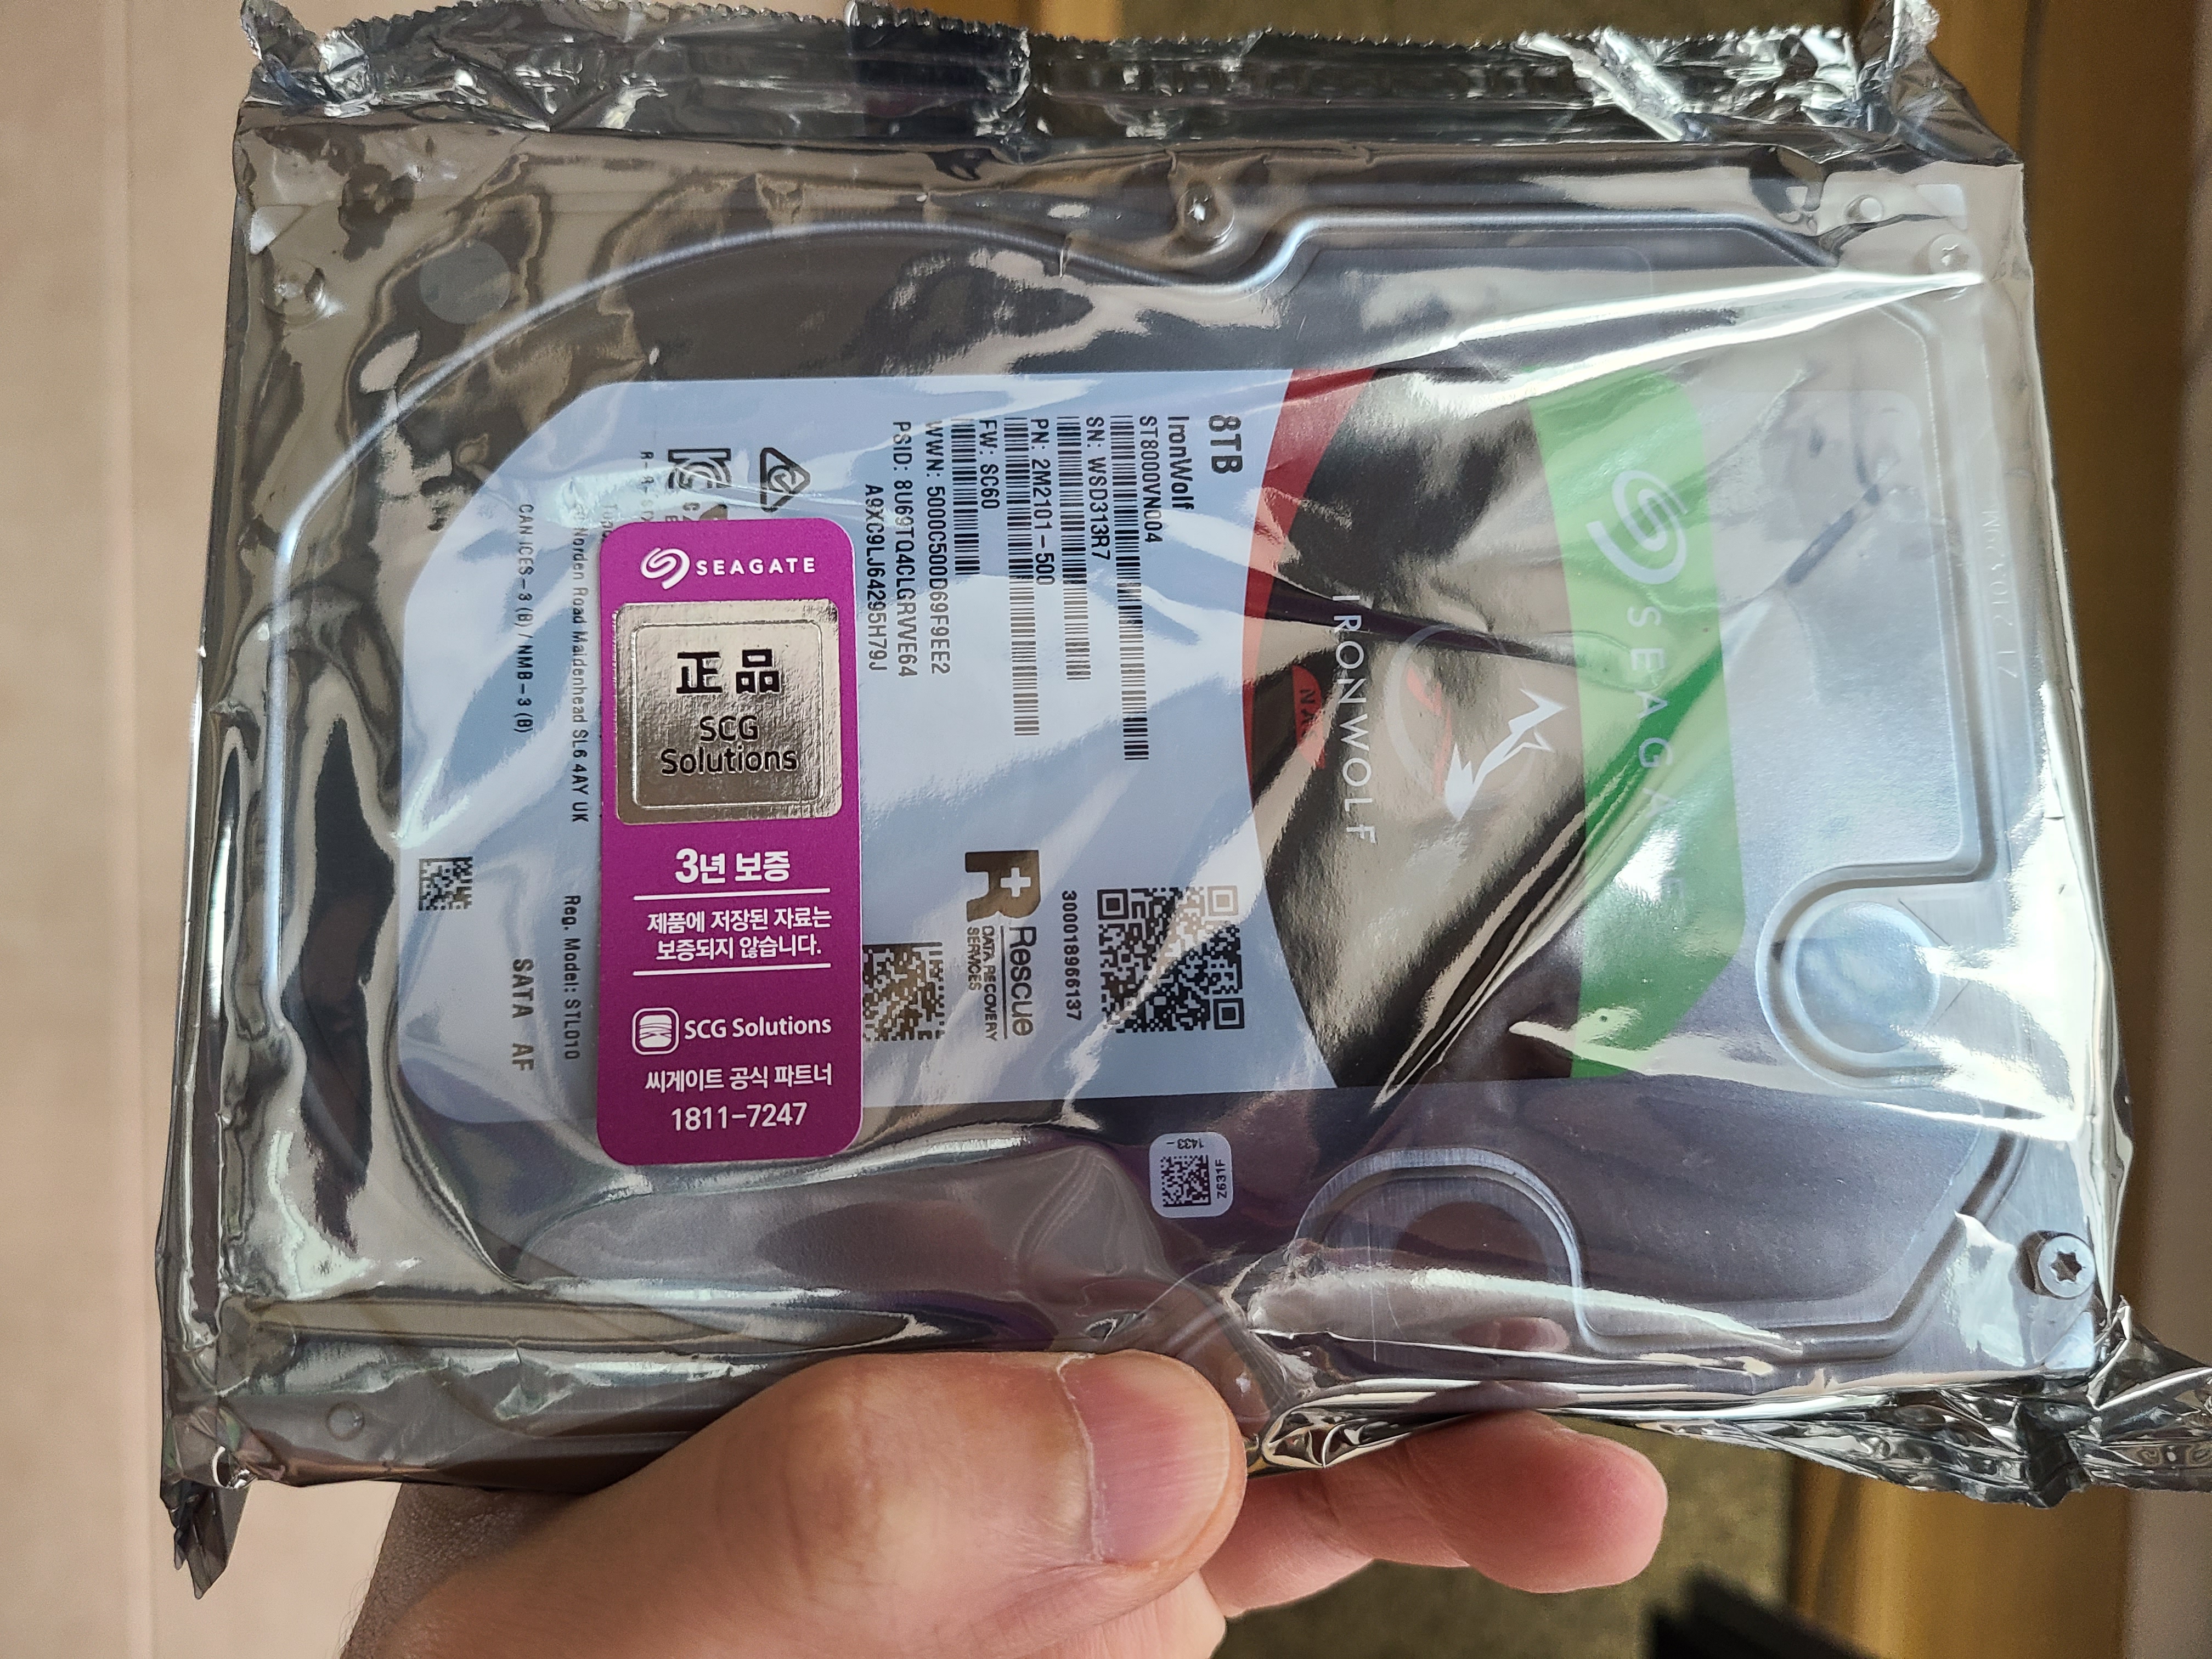 SEAGATE
IRONWOLF
NAS
8TB
IronWolf
ST8000VN004
SN: WSD313R7
PN: 2M2101-500
FW: SC60
WWN: 5000C500D69F9EE2
PSID: 8U69TQ4CLGRWE64
A9XC9LJ64295H79J
30001896613​7
Rescue
DATA RECOVERY
SERVICES
Norden Road Maidenhead SL6 4AY UK
Reg. Model: STL010
CAN ICES-3 (B) / NMB-3 (B)
SATA AF
SEAGATE
正品
SCG
Solutions
3년 보증
제품에 저장된 자료는
보증되지 않습니다.
SCG Solutions
씨게이트 공식 파트너
1811-7247
1433-
Z631F